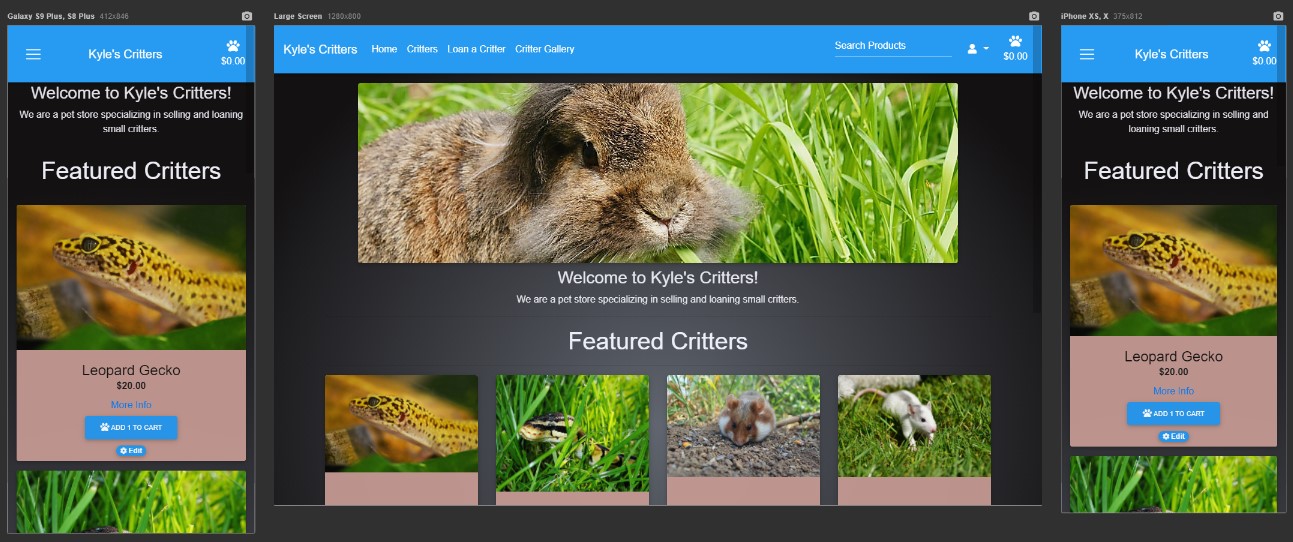 Galaxy S9 Plus, S8 Plus 412x846
Kyle's Critters
$0.00
Welcome to Kyle's Critters!
We are a pet store specializing in selling and loaning
small critters.
Featured Critters
Leopard Gecko
$20.00
More Info
ADD 1 TO CART
Edit
Large Screen 1280x800
Kyle's Critters Home Critters Loan a Critter Critter Gallery Search Products
$0.00
Welcome to Kyle's Critters!
We are a pet store specializing in selling and loaning small critters.
Featured Critters
iPhone XS, X 375x812
Kyle's Critters
$0.00
Welcome to Kyle's Critters!
We are a pet store specializing in selling and
loaning small critters.
Featured Critters
Leopard Gecko
$20.00
More Info
ADD 1 TO CART
Edit